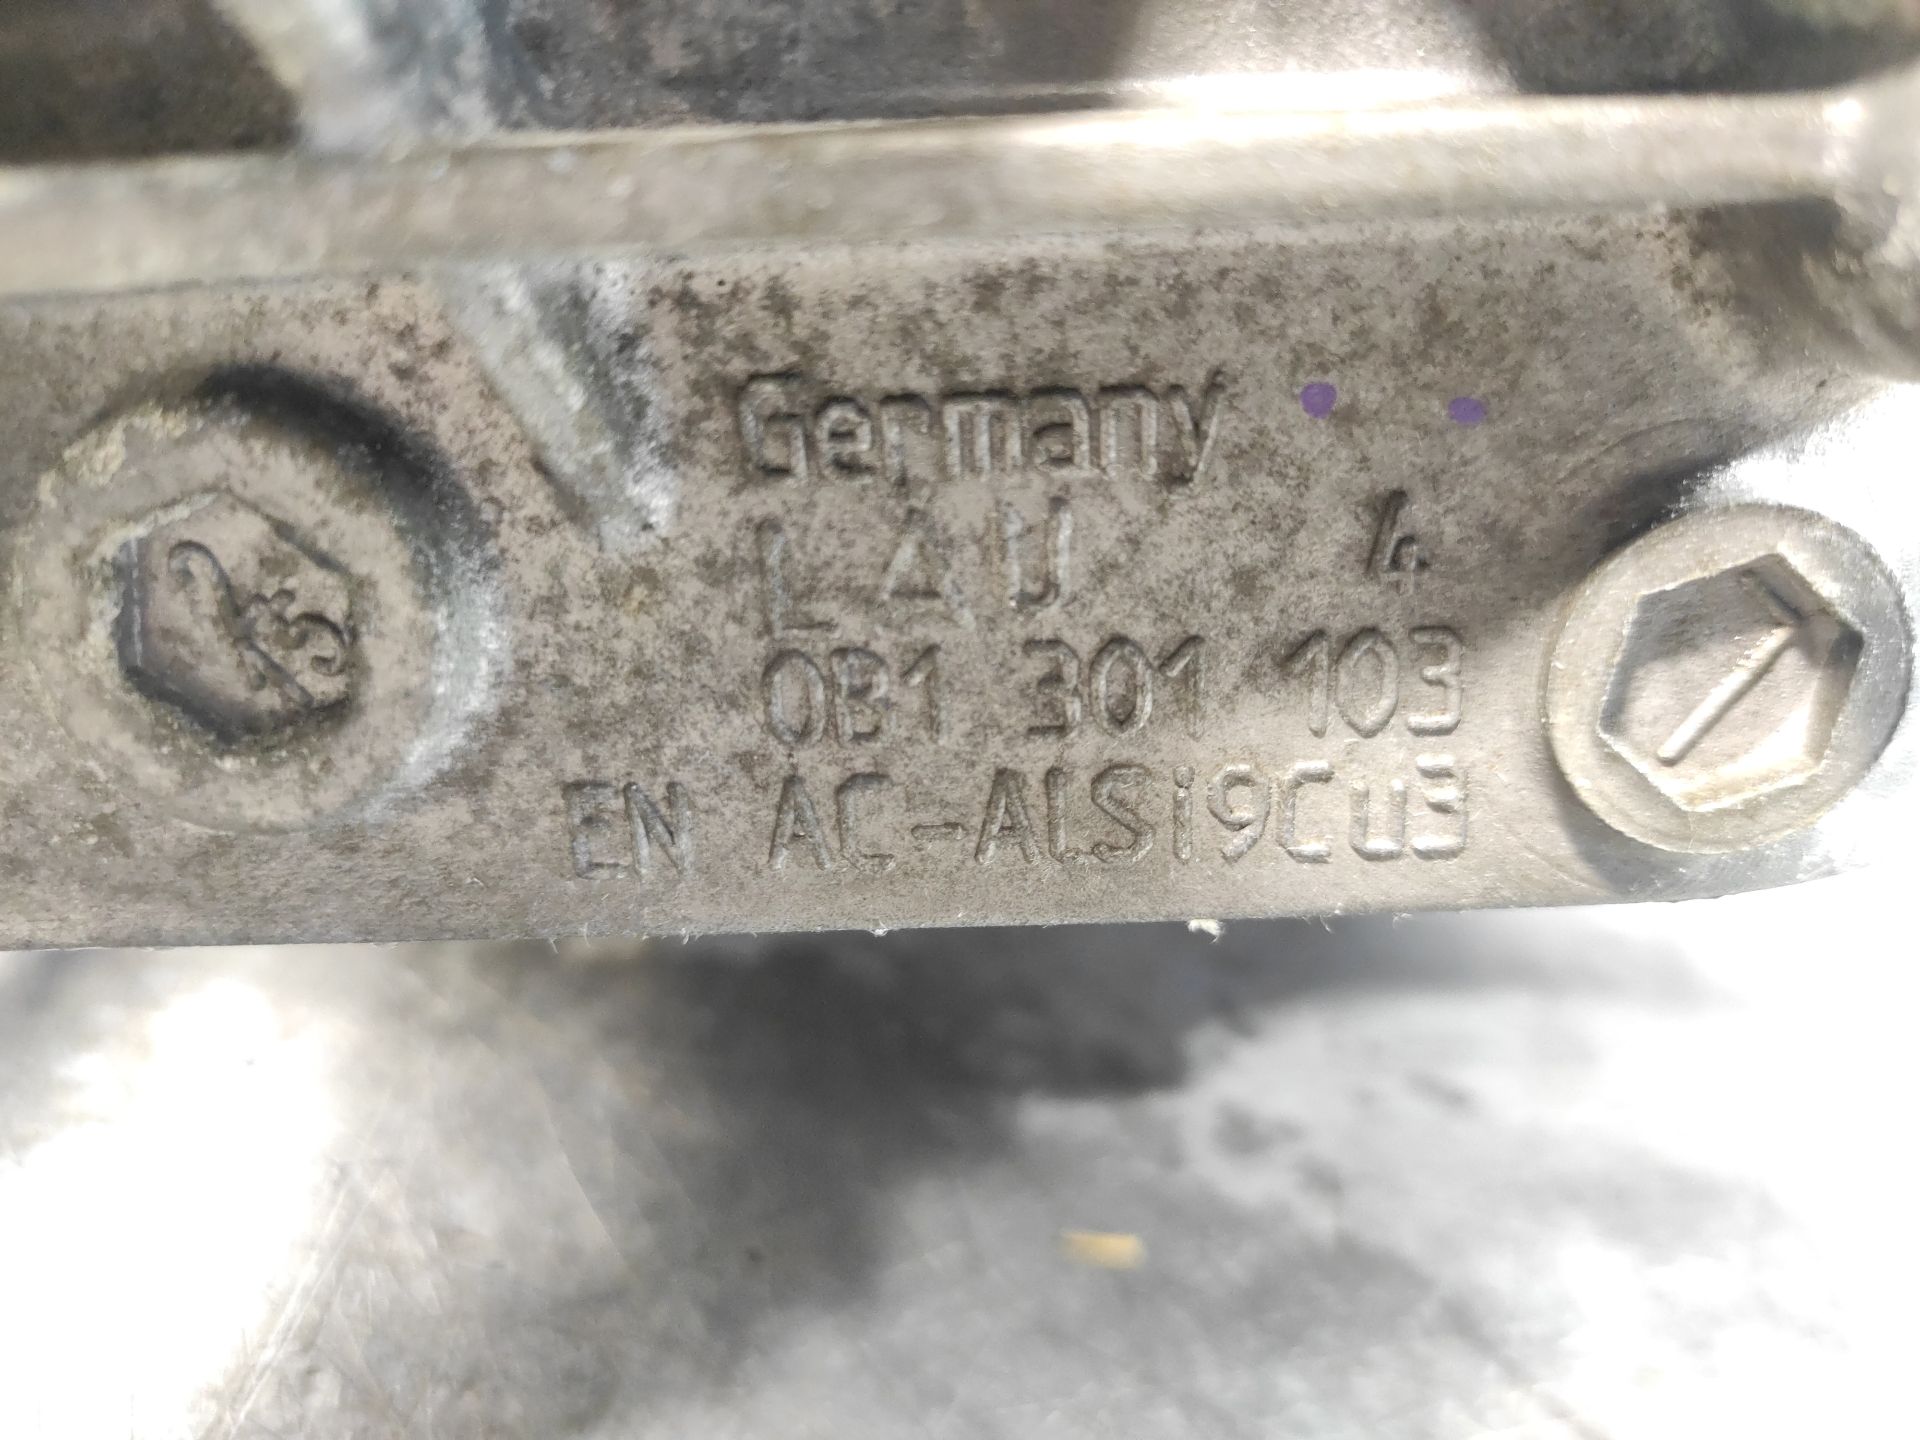 Germany
LAU 4
0B1 301 103
EN AC-ALSi9Cu3